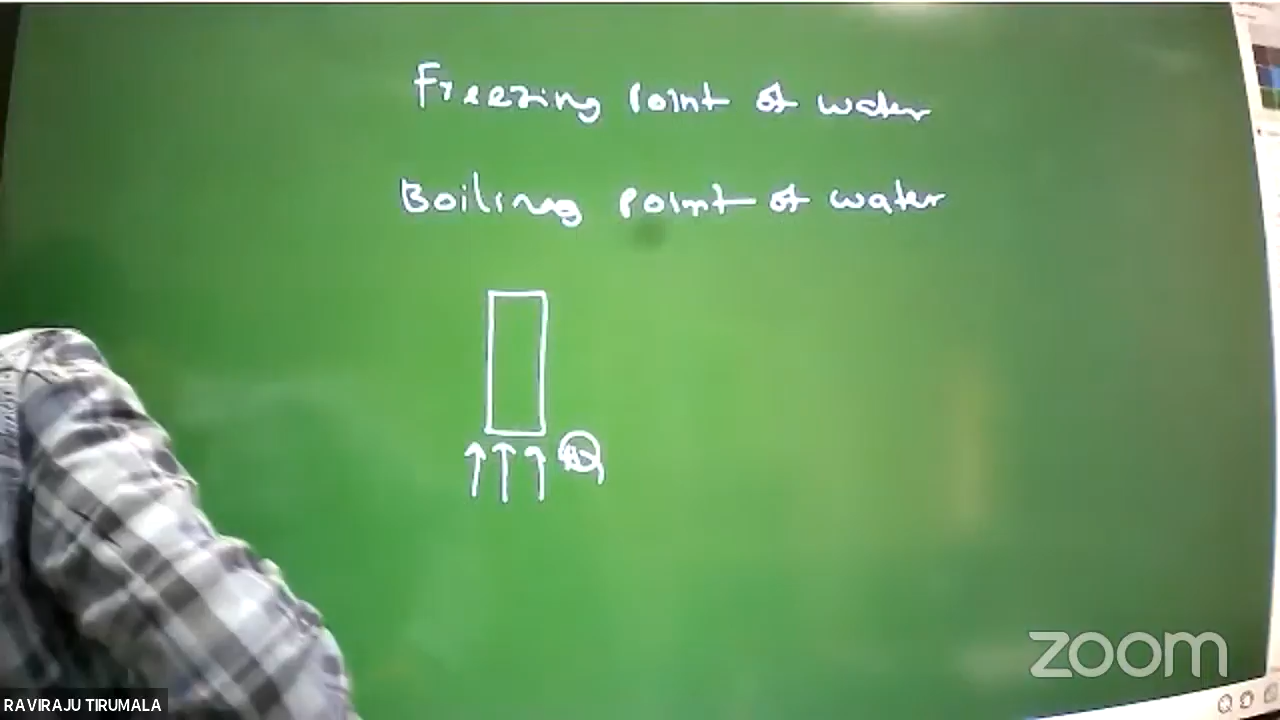 Freezing Point of water
Boiling Point of water
zoom
RAVIRAJU TIRUMALA